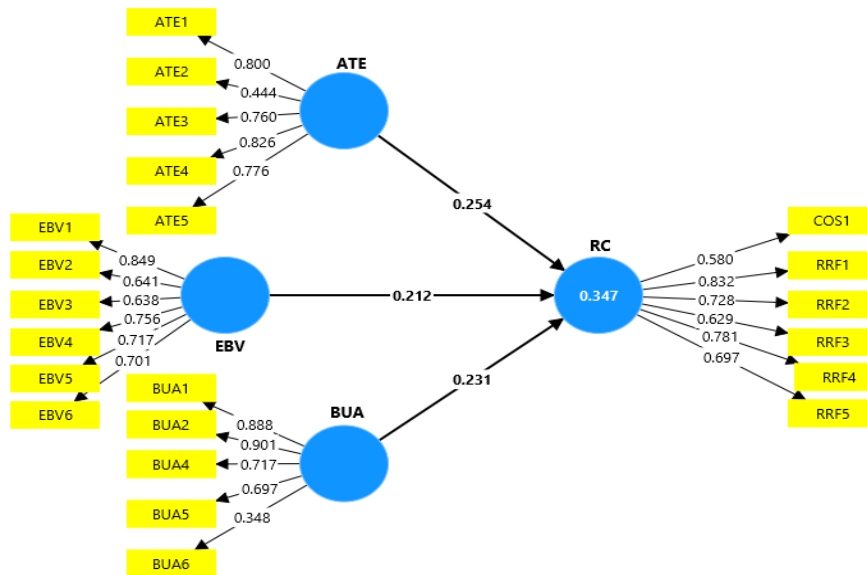 ATE1
ATE2
ATE3
ATE4
ATE5
0.800
0.444
0.760
0.826
0.776
ATE
0.254
EBV1
EBV2
EBV3
EBV4
EBV5
EBV6
0.849
0.641
0.638
0.756
0.717
0.701
EBV
0.212
BUA1
BUA2
BUA4
BUA5
BUA6
0.888
0.901
0.717
0.697
0.348
BUA
0.231
RC
0.347
0.580
0.832
0.728
0.629
0.781
0.697
COS1
RRF1
RRF2
RRF3
RRF4
RRF5